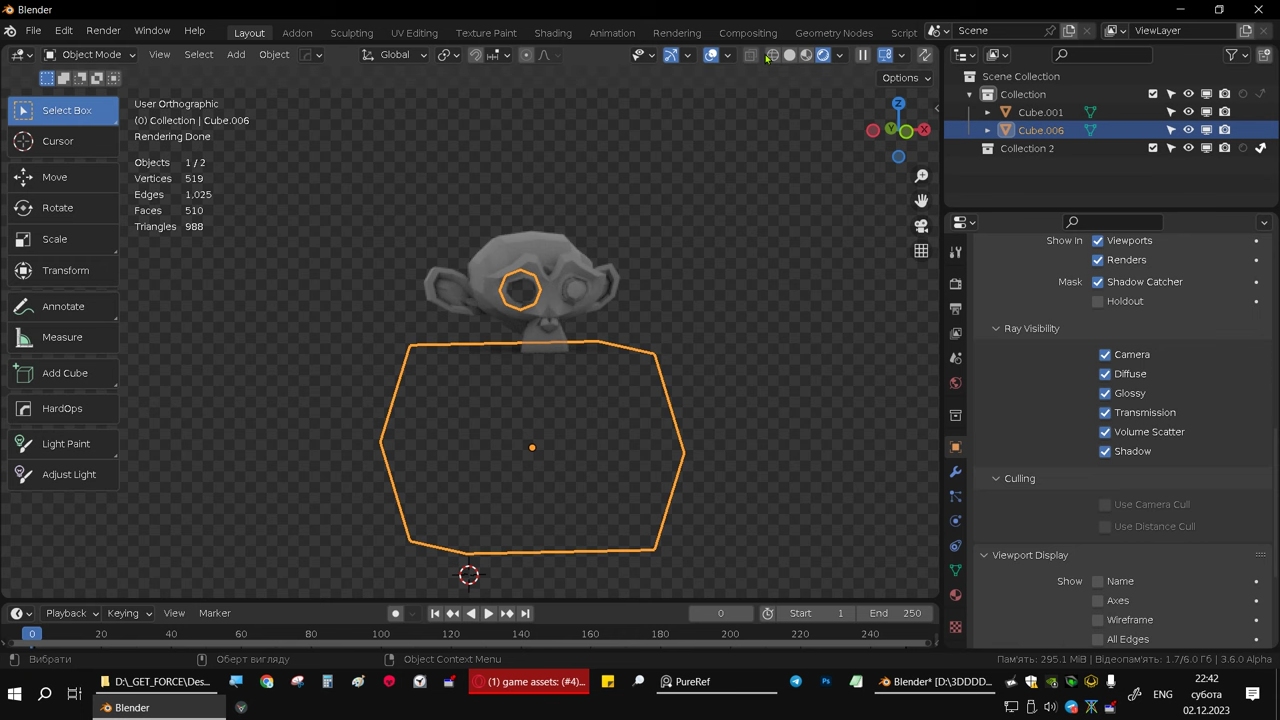 Blender
File Edit Render Window Help Layout Addon Sculpting UV Editing Texture Paint Shading Animation Rendering Compositing Geometry Nodes Script Scene ViewLayer
Object Mode View Select Add Object Global
Options
Select Box
Cursor
Move
Rotate
Scale
Transform
Annotate
Measure
Add Cube
HardOps
Light Paint
Adjust Light
User Orthographic
(0) Collection | Cube.006
Rendering Done
Objects 1 / 2
Vertices 519
Edges 1,025
Faces 510
Triangles 988
Z
Y
X
Scene Collection
Collection
Cube.001
Cube.006
Collection 2
Show In Viewports
Renders
Mask Shadow Catcher
Holdout
Ray Visibility
Camera
Diffuse
Glossy
Transmission
Volume Scatter
Shadow
Culling
Use Camera Cull
Use Distance Cull
Viewport Display
Show Name
Axes
Wireframe
All Edges
Playback Keying View Marker 0 Start 1 End 250
0 20 40 60 80 100 120 140 160 180 200 220 240
Вибрати Оберт вигляду Object Context Menu Пам'ять: 295.1 МіВ | Відеопам'ять: 1.7/6.0 Гб | 3.6.0 Alpha
D:\_GET_FORCE\Des... (1) game assets: (#4)... PureRef Blender* [D:\3DDDD...
Blender
ENG
22:42
субота
02.12.2023